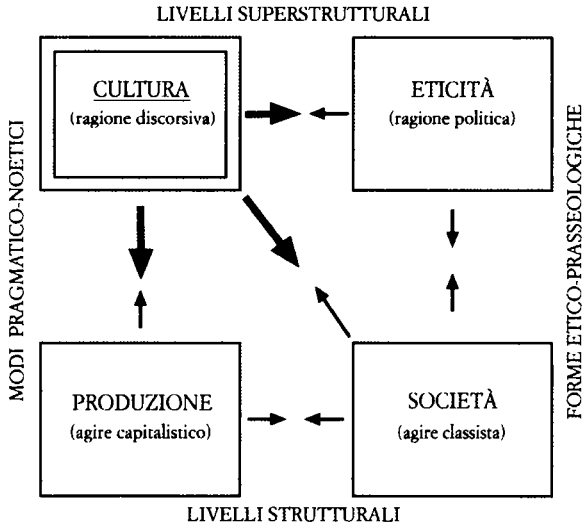 LIVELLI SUPERSTRUTTURALI
CULTURA
(ragione discorsiva)
ETICITÀ
(ragione politica)
MODI PRAGMATICO-NOETICI
FORME ETICO-PRASSEOLOGICHE
PRODUZIONE
(agire capitalistico)
SOCIETÀ
(agire classista)
LIVELLI STRUTTURALI